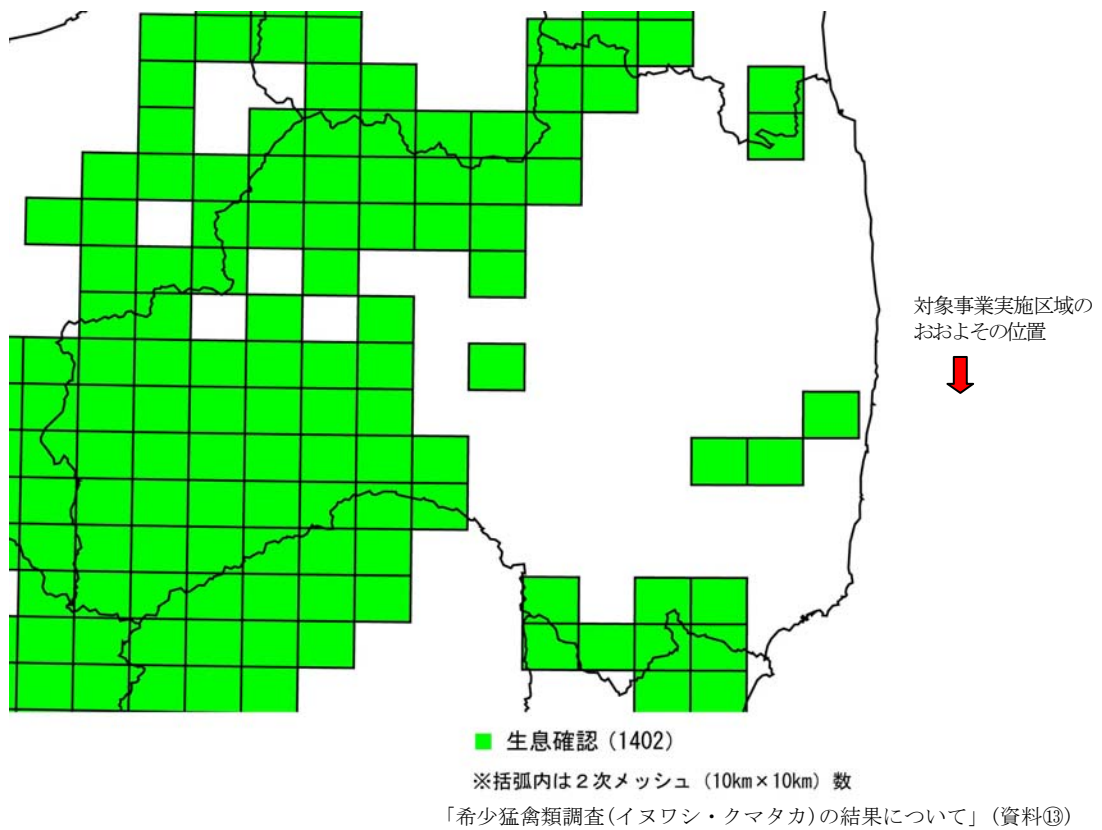 対象事業実施区域の
おおよその位置
■ 生息確認（1402）
※括弧内は２次メッシュ（10km×10km）数
「希少猛禽類調査(イヌワシ・クマタカ)の結果について」(資料⑬)